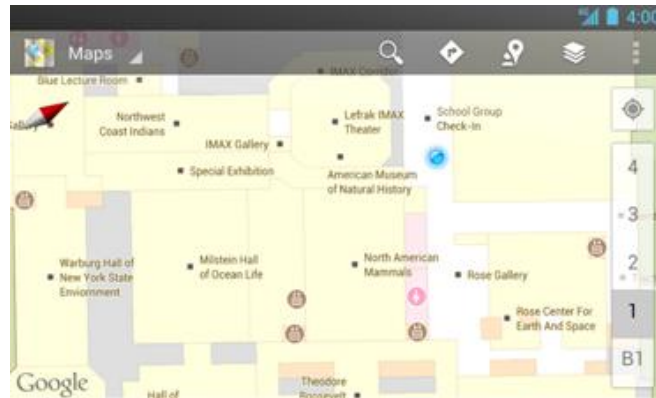 4:00
Maps
IMAX Corridor
Blue Lecture Room
Northwest
Coast Indians
Lefrak IMAX
Theater
School Group
Check-In
IMAX Gallery
Special Exhibition
American Museum
of Natural History
4
3
2
1
B1
Warburg Hall of
New York State
Enviornment
Milstein Hall
of Ocean Life
North American
Mammals
Rose Gallery
Rose Center For
Earth And Space
Google
Hall of
Theodore
Roosevelt